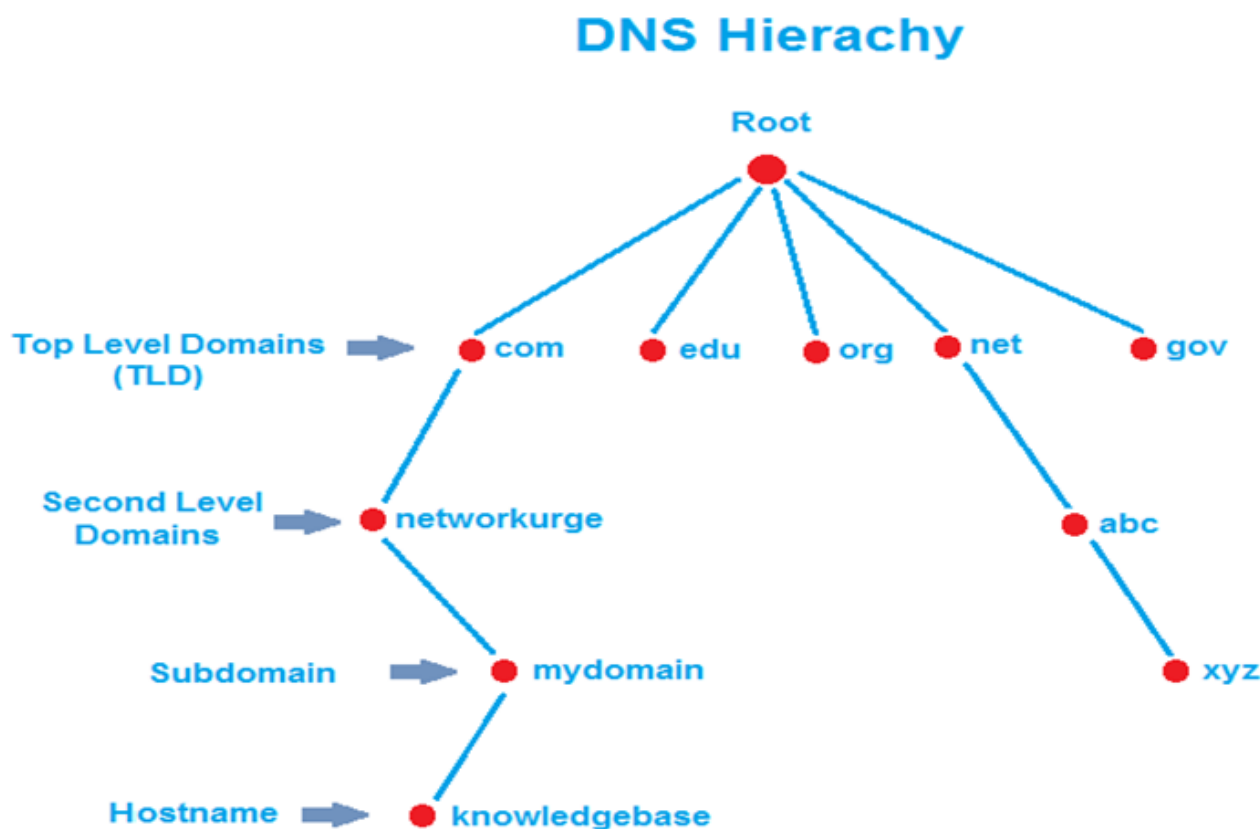 DNS Hierachy
Root
Top Level Domains
(TLD)
com
edu
org
net
gov
Second Level
Domains
networkurge
abc
Subdomain
mydomain
xyz
Hostname
knowledgebase